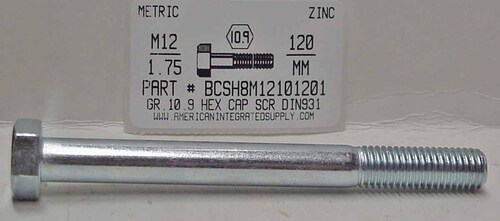 METRIC ZINC
M12 10.9 120
1.75 MM
PART # BCSH8M12101201
GR.10.9 HEX CAP SCR DIN931
WWW.AMERICANINTEGRATEDSUPPLY.COM